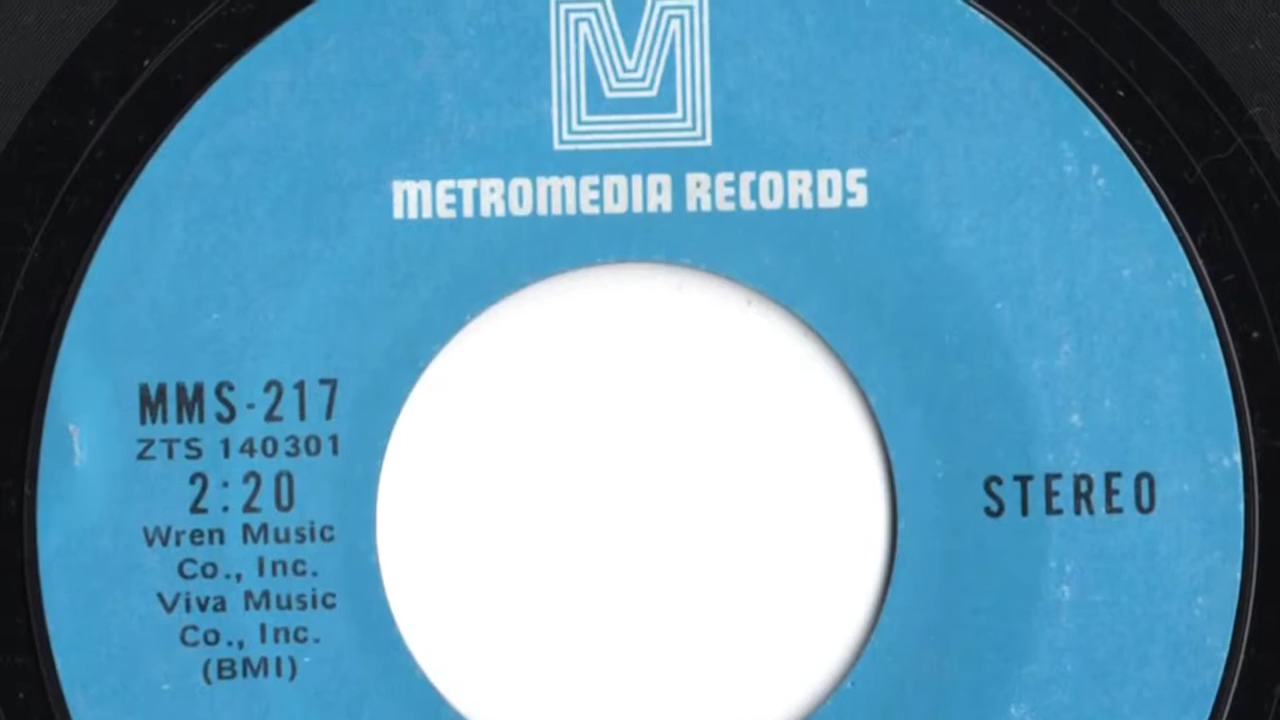 METROMEDIA RECORDS
MMS-217
ZTS 140301
2:20
Wren Music
Co., Inc.
Viva Music
Co., Inc.
(BMI)
STEREO